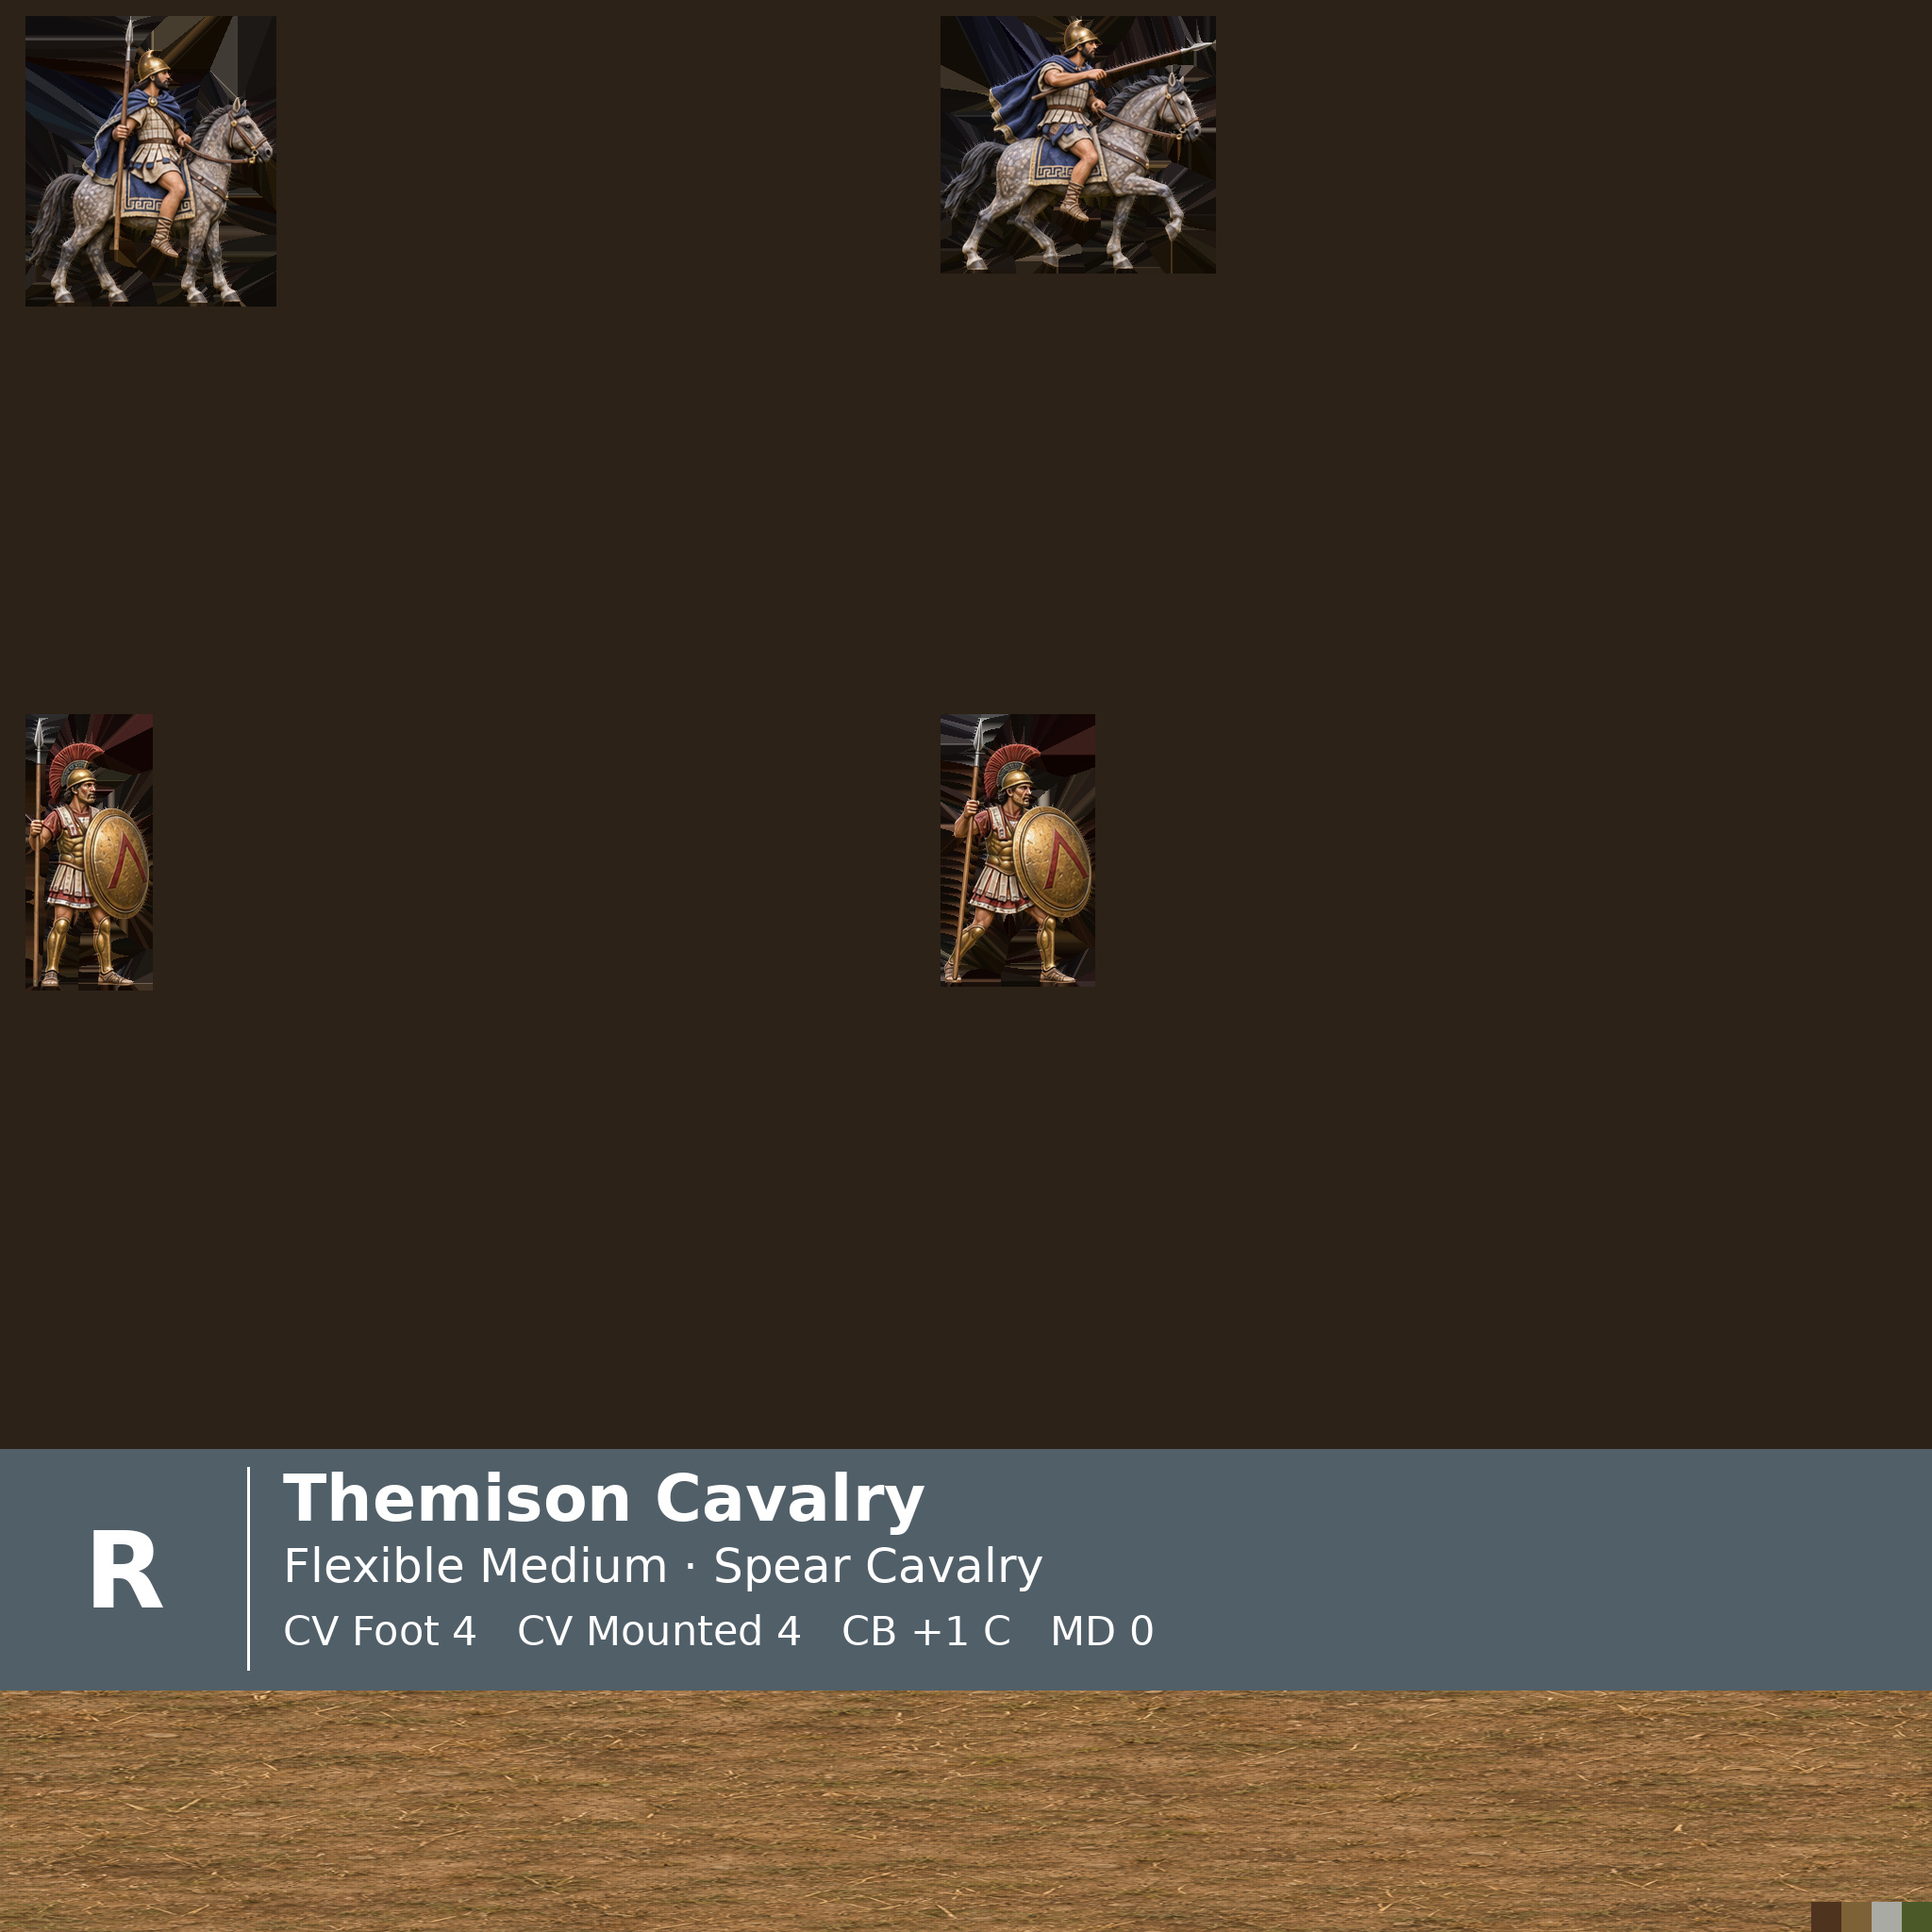 R
Themison Cavalry
Flexible Medium · Spear Cavalry
CV Foot 4 CV Mounted 4 CB +1 C MD 0